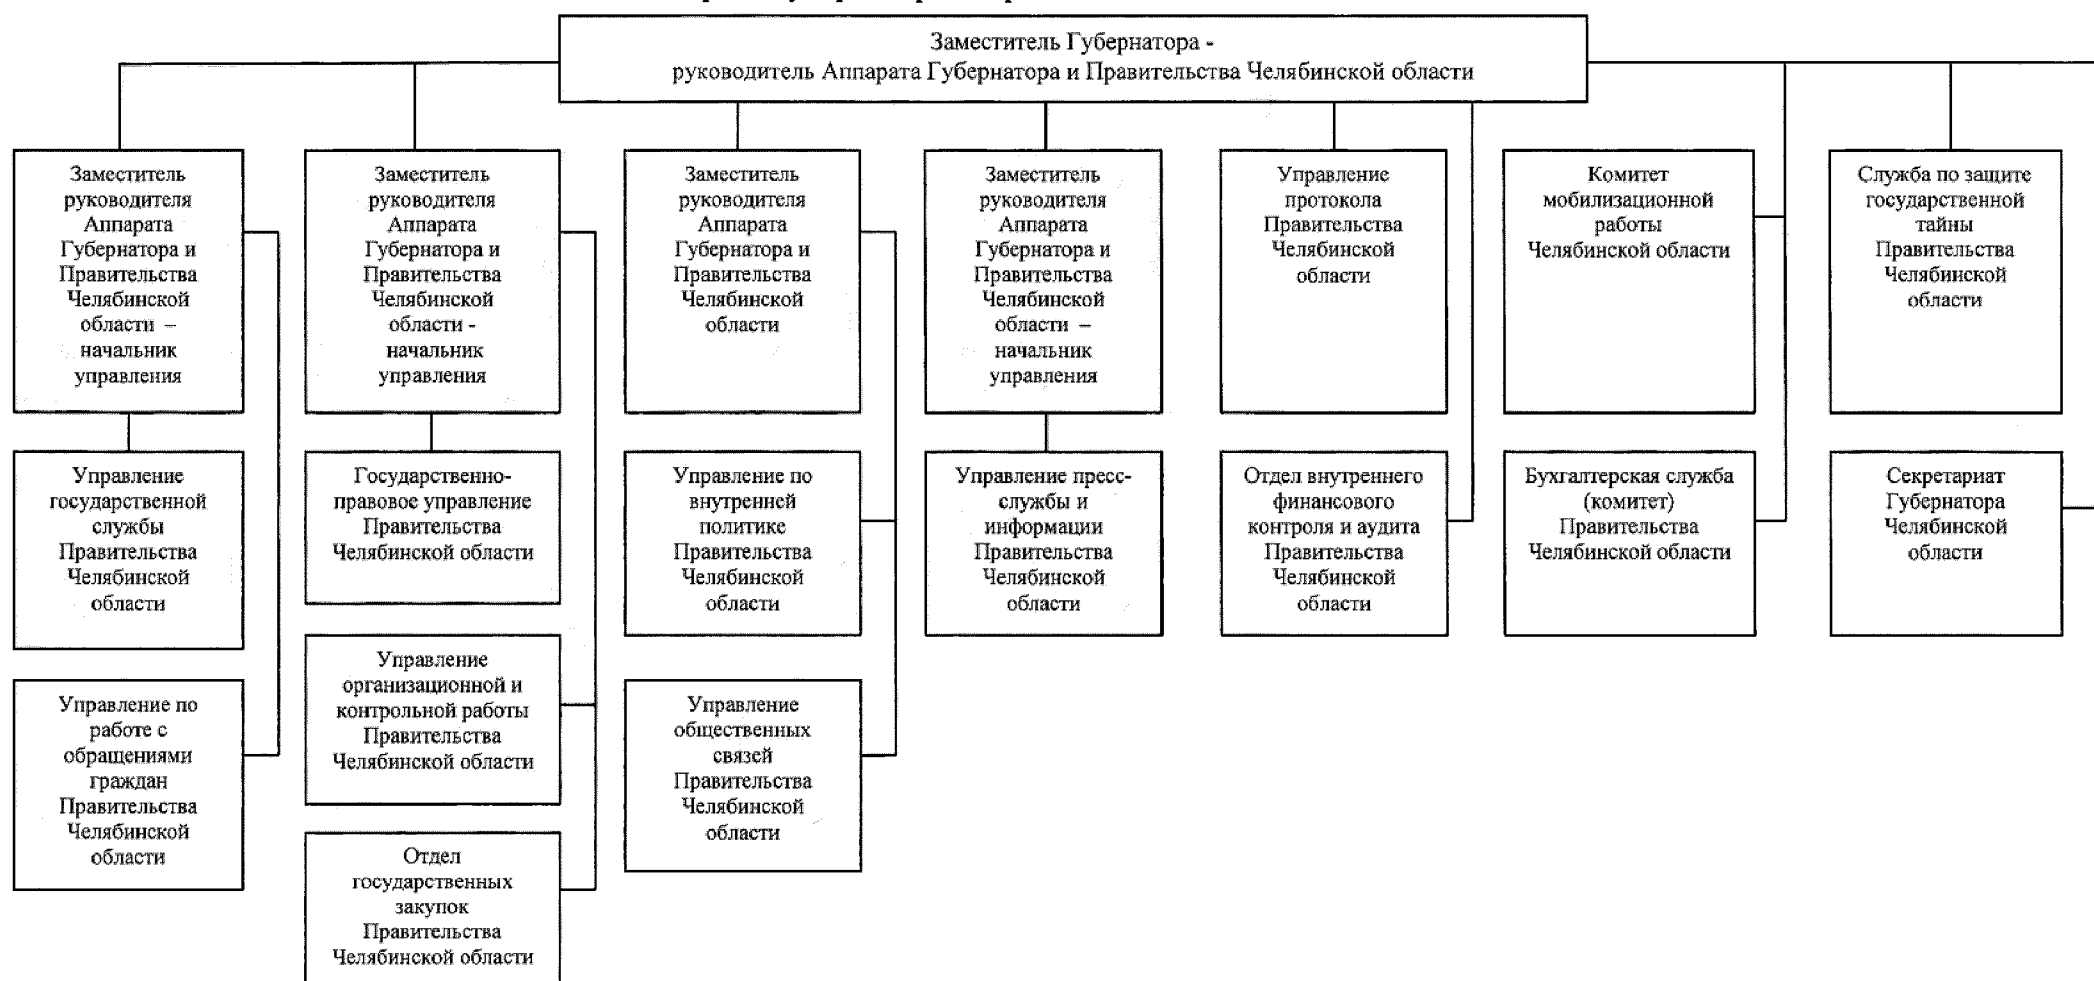 Заместитель Губернатора -
руководитель Аппарата Губернатора и Правительства Челябинской области
Заместитель
руководителя
Аппарата
Губернатора и
Правительства
Челябинской
области –
начальник
управления
Заместитель
руководителя
Аппарата
Губернатора и
Правительства
Челябинской
области -
начальник
управления
Заместитель
руководителя
Аппарата
Губернатора и
Правительства
Челябинской
области
Заместитель
руководителя
Аппарата
Губернатора и
Правительства
Челябинской
области –
начальник
управления
Управление
протокола
Правительства
Челябинской
области
Комитет
мобилизационной
работы
Челябинской области
Служба по защите
государственной
тайны
Правительства
Челябинской
области
Управление
государственной
службы
Правительства
Челябинской
области
Государственно-
правовое управление
Правительства
Челябинской области
Управление по
внутренней
политике
Правительства
Челябинской
области
Управление пресс-
службы и
информации
Правительства
Челябинской
области
Отдел внутреннего
финансового
контроля и аудита
Правительства
Челябинской
области
Бухгалтерская служба
(комитет)
Правительства
Челябинской области
Секретариат
Губернатора
Челябинской
области
Управление по
работе с
обращениями
граждан
Правительства
Челябинской
области
Управление
организационной и
контрольной работы
Правительства
Челябинской области
Управление
общественных
связей
Правительства
Челябинской
области
Отдел
государственных
закупок
Правительства
Челябинской области